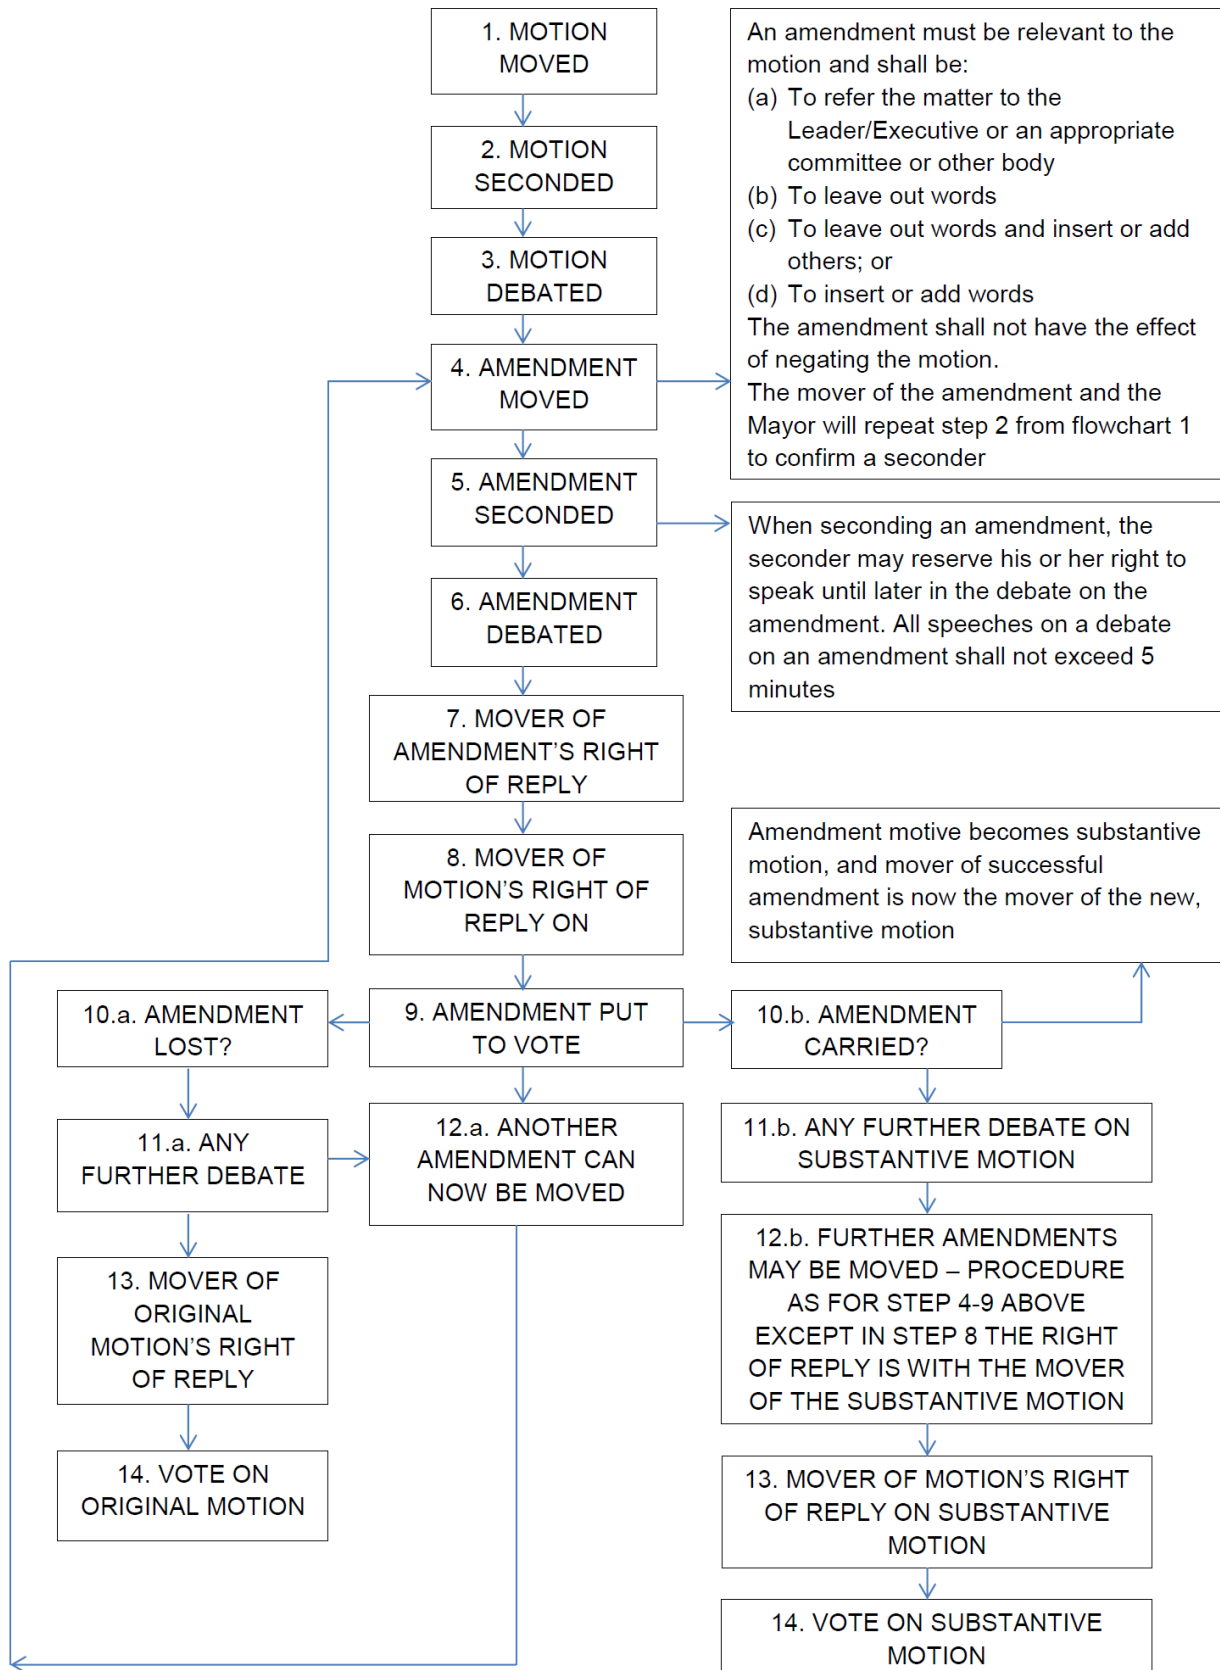 1. MOTION
MOVED
2. MOTION
SECONDED
3. MOTION
DEBATED
4. AMENDMENT
MOVED
An amendment must be relevant to the
motion and shall be:
(a) To refer the matter to the
Leader/Executive or an appropriate
committee or other body
(b) To leave out words
(c) To leave out words and insert or add
others; or
(d) To insert or add words
The amendment shall not have the effect
of negating the motion.
The mover of the amendment and the
Mayor will repeat step 2 from flowchart 1
to confirm a seconder
5. AMENDMENT
SECONDED
When seconding an amendment, the
seconder may reserve his or her right to
speak until later in the debate on the
amendment. All speeches on a debate
on an amendment shall not exceed 5
minutes
6. AMENDMENT
DEBATED
7. MOVER OF
AMENDMENT’S RIGHT
OF REPLY
8. MOVER OF
MOTION’S RIGHT OF
REPLY ON
Amendment motive becomes substantive
motion, and mover of successful
amendment is now the mover of the new,
substantive motion
10.a. AMENDMENT
LOST?
9. AMENDMENT PUT
TO VOTE
10.b. AMENDMENT
CARRIED?
11.a. ANY
FURTHER DEBATE
12.a. ANOTHER
AMENDMENT CAN
NOW BE MOVED
11.b. ANY FURTHER DEBATE ON
SUBSTANTIVE MOTION
13. MOVER OF
ORIGINAL
MOTION’S RIGHT
OF REPLY
12.b. FURTHER AMENDMENTS
MAY BE MOVED – PROCEDURE
AS FOR STEP 4-9 ABOVE
EXCEPT IN STEP 8 THE RIGHT
OF REPLY IS WITH THE MOVER
OF THE SUBSTANTIVE MOTION
14. VOTE ON
ORIGINAL MOTION
13. MOVER OF MOTION’S RIGHT
OF REPLY ON SUBSTANTIVE
MOTION
14. VOTE ON SUBSTANTIVE
MOTION